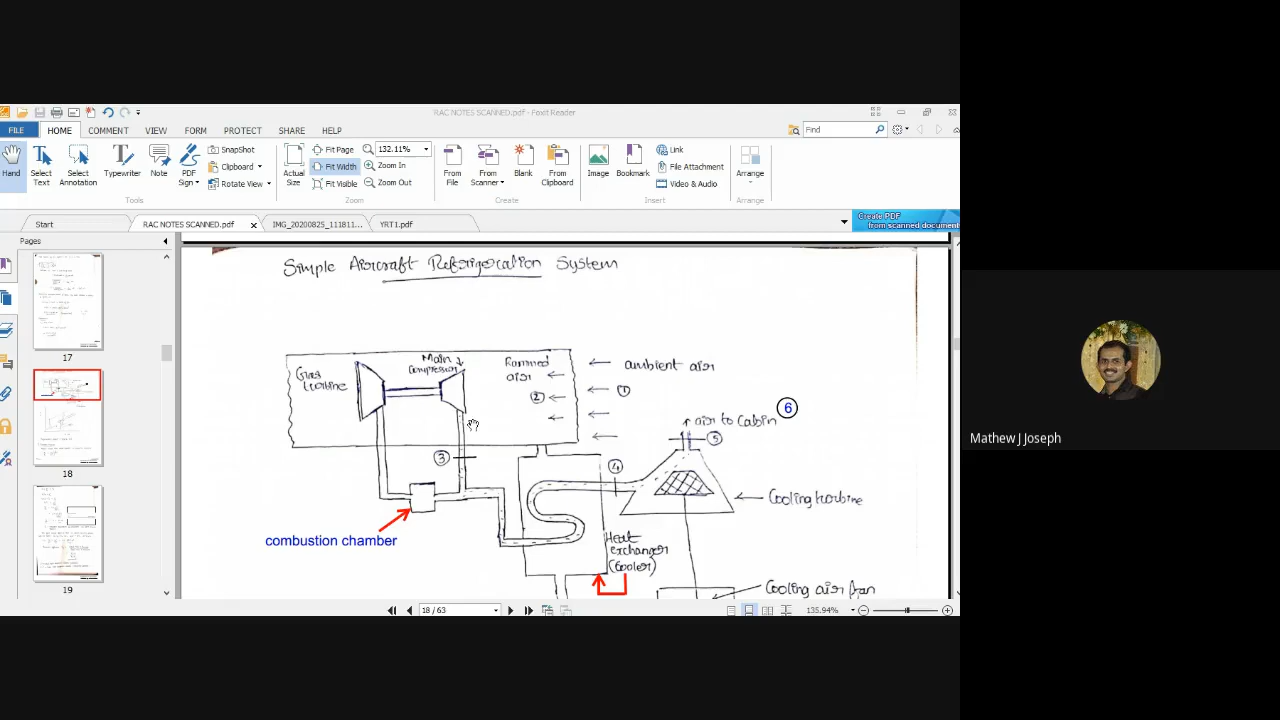 RAC NOTES SCANNED.pdf - Foxit Reader
FILE HOME COMMENT VIEW FORM PROTECT SHARE HELP
Find
Hand
Select Text
Select Annotation
Typewriter
Note
PDF Sign
SnapShot
Clipboard
Rotate View
Tools
Actual Size
Fit Page
Fit Width
Fit Visible
132.11%
Zoom In
Zoom Out
Zoom
From File
From Scanner
Blank
From Clipboard
Create
Image
Bookmark
Link
File Attachment
Video & Audio
Insert
Arrange
Arrange
Start
RAC NOTES SCANNED.pdf
IMG_20200825_111811...
YRT1.pdf
Create PDF
from scanned document
Pages
17
18
19
Simple Aircraft Refrigeration System
Gas turbine
Main compressor
Rammed air
2
ambient air
1
6
air to Cabin
5
3
4
Cooling turbine
combustion chamber
Heat exchanger (Cooler)
Cooling air fan
18 / 63
135.94%
Mathew J Joseph